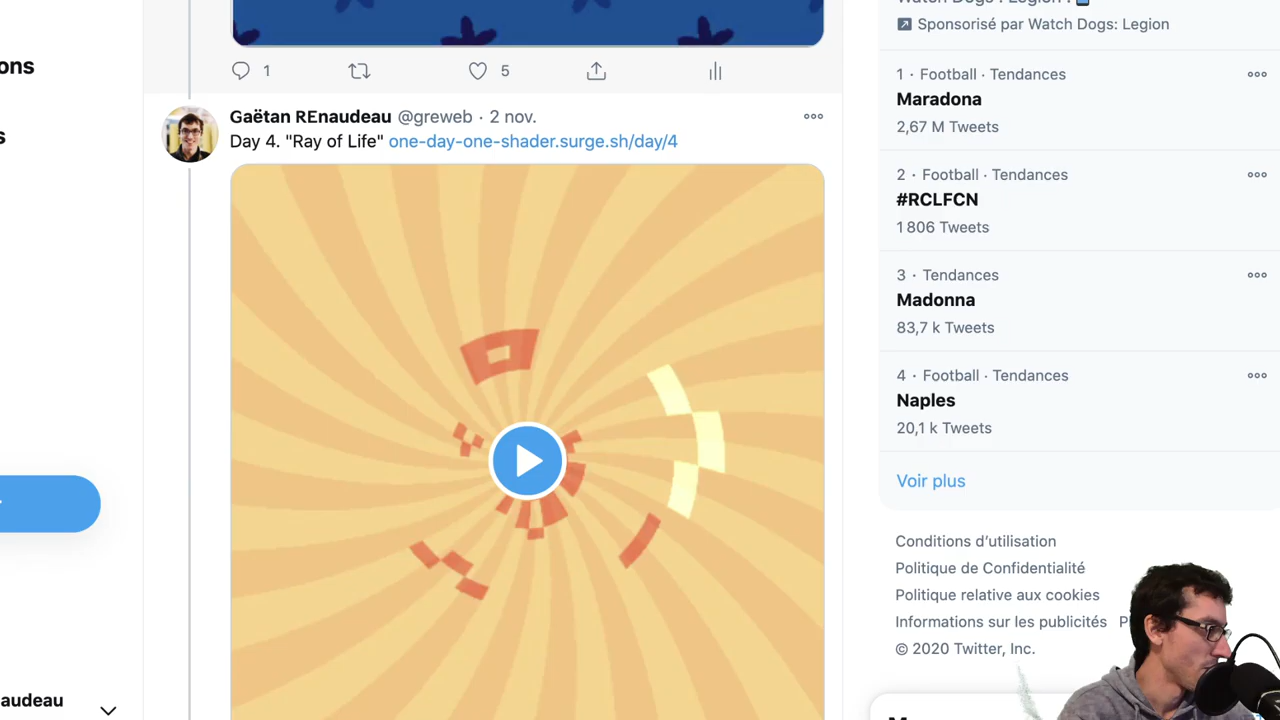 Watch Dogs : Legion !
Sponsorisé par Watch Dogs: Legion
ons
1
5
1 · Football · Tendances
Maradona
2,67 M Tweets
Gaëtan REnaudeau @greweb · 2 nov.
Day 4. "Ray of Life" one-day-one-shader.surge.sh/day/4
s
2 · Football · Tendances
#RCLFCN
1 806 Tweets
3 · Tendances
Madonna
83,7 k Tweets
4 · Football · Tendances
Naples
20,1 k Tweets
Voir plus
Conditions d'utilisation
Politique de Confidentialité
Politique relative aux cookies
Informations sur les publicités
© 2020 Twitter, Inc.
audeau